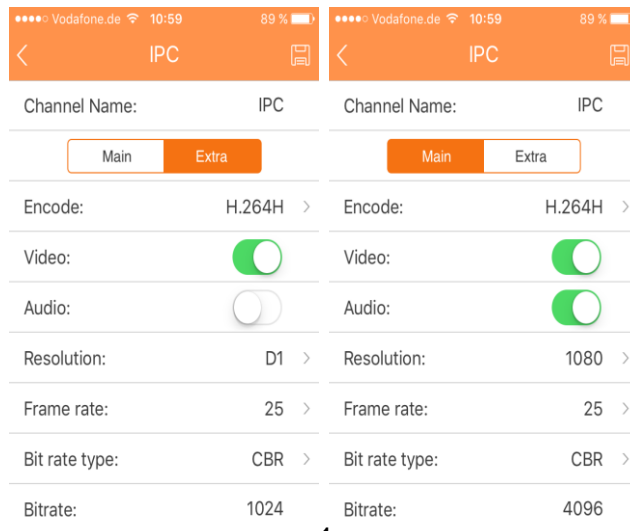 Vodafone.de 10:59 89 %
IPC
Channel Name: IPC
Main Extra
Encode: H.264H
Video:
Audio:
Resolution: D1
Frame rate: 25
Bit rate type: CBR
Bitrate: 1024
Vodafone.de 10:59 89 %
IPC
Channel Name: IPC
Main Extra
Encode: H.264H
Video:
Audio:
Resolution: 1080
Frame rate: 25
Bit rate type: CBR
Bitrate: 4096